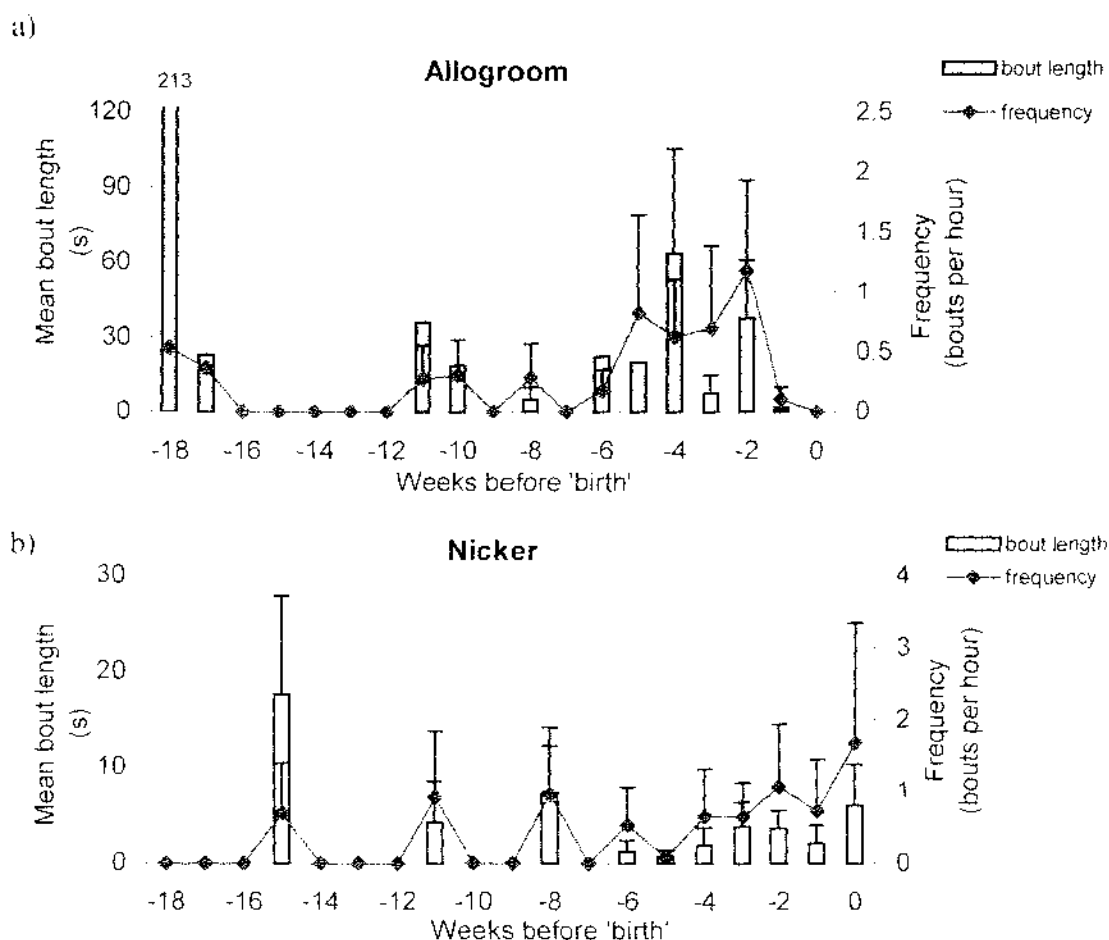 a)
Allogroom
bout length
frequency
213
120
90
60
30
0
Mean bout length
(s)
2.5
2
1.5
1
0.5
0
Frequency
(bouts per hour)
-18 -16 -14 -12 -10 -8 -6 -4 -2 0
Weeks before 'birth'
b)
Nicker
bout length
frequency
30
20
10
0
Mean bout length
(s)
4
3
2
1
0
Frequency
(bouts per hour)
-18 -16 -14 -12 -10 -8 -6 -4 -2 0
Weeks before 'birth'